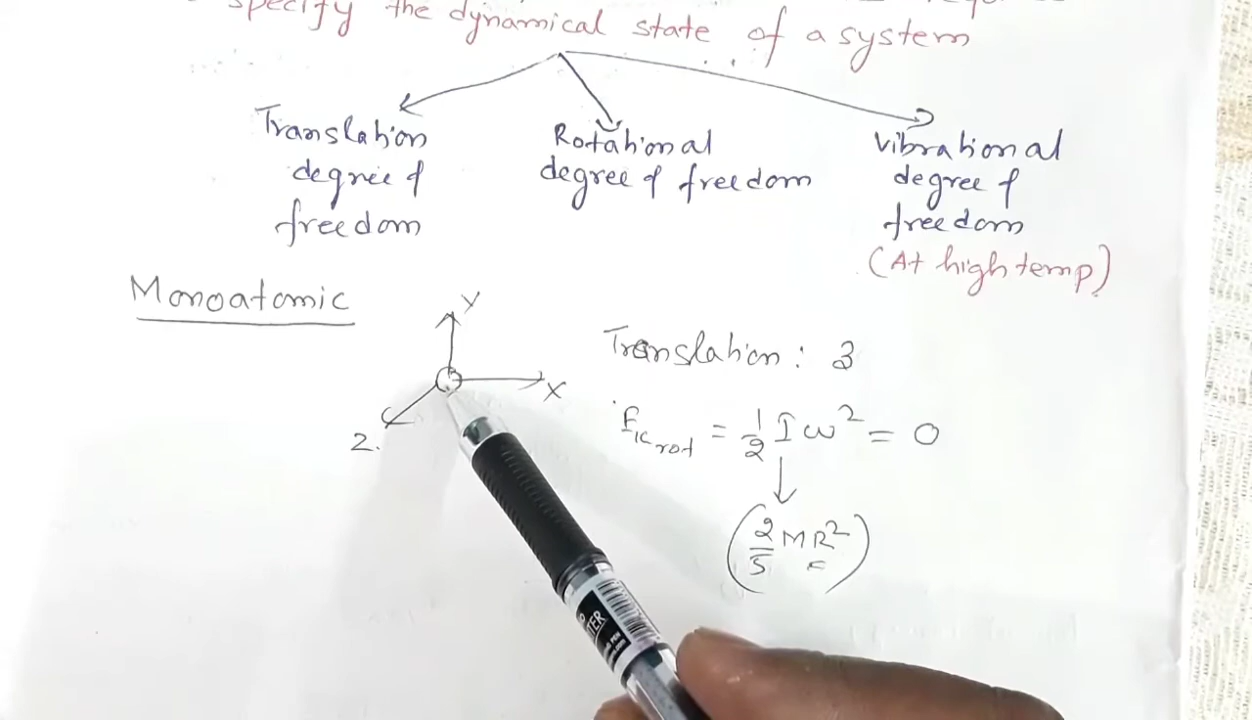 specify the dynamical state of a system
Translation degree of freedom
Rotational degree of freedom
Vibrational degree of freedom
(At high temp)
Monoatomic
Y
X
Z.
Translation: 3
E_K rot = 1/2 I ω² = 0
(2/5 MR²)